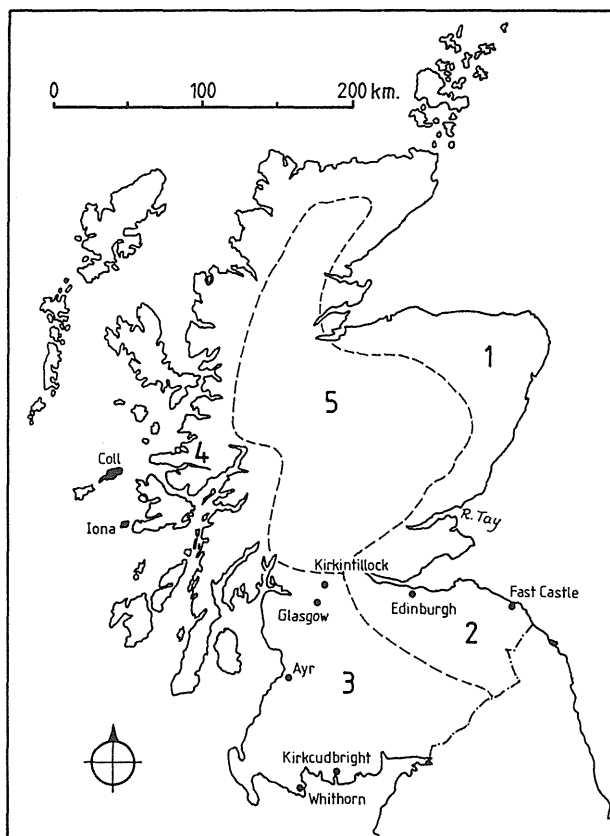 0 100 200 km.
1
5
4
Coll
Iona
R. Tay
Kirkintillock
Glasgow
Edinburgh
Fast Castle
2
Ayr
3
Kirkcudbright
Whithorn